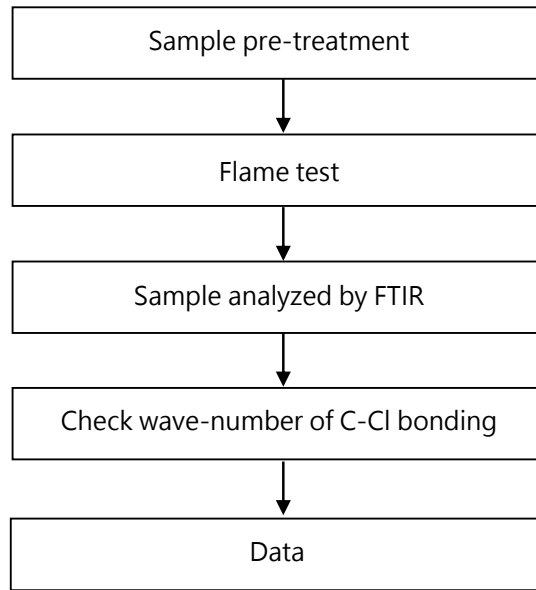 Sample pre-treatment
Flame test
Sample analyzed by FTIR
Check wave-number of C-Cl bonding
Data